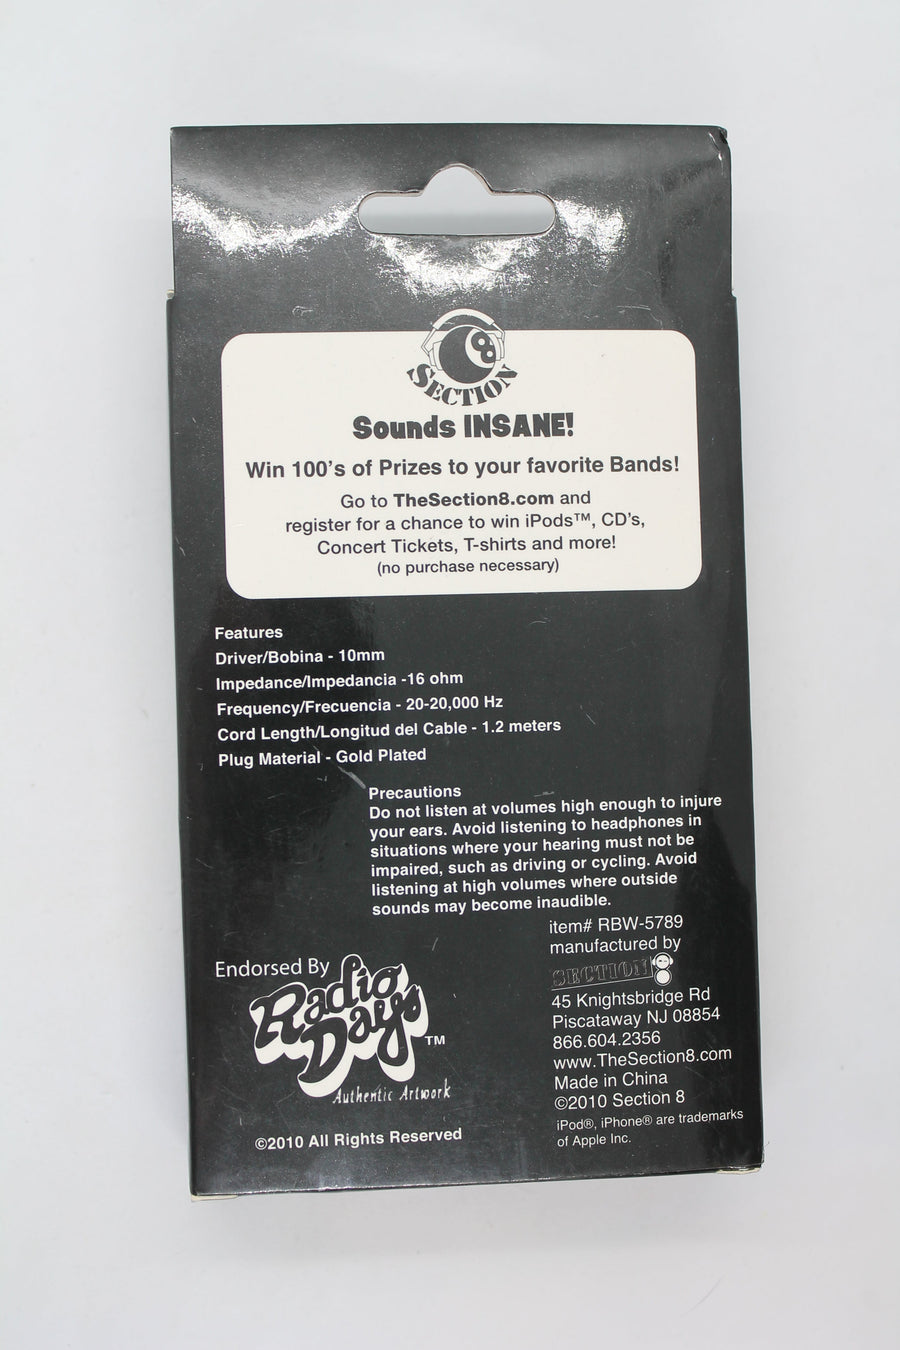 8
SECTION
Sounds INSANE!
Win 100's of Prizes to your favorite Bands!
Go to TheSection8.com and
register for a chance to win iPods™, CD's,
Concert Tickets, T-shirts and more!
(no purchase necessary)
Features
Driver/Bobina - 10mm
Impedance/Impedancia -16 ohm
Frequency/Frecuencia - 20-20,000 Hz
Cord Length/Longitud del Cable - 1.2 meters
Plug Material - Gold Plated
Precautions
Do not listen at volumes high enough to injure
your ears. Avoid listening to headphones in
situations where your hearing must not be
impaired, such as driving or cycling. Avoid
listening at high volumes where outside
sounds may become inaudible.
item# RBW-5789
manufactured by
SECTION 8
45 Knightsbridge Rd
Piscataway NJ 08854
866.604.2356
www.TheSection8.com
Made in China
©2010 Section 8
iPod®, iPhone® are trademarks
of Apple Inc.
Endorsed By
Radio
Days™
Authentic Artwork
©2010 All Rights Reserved